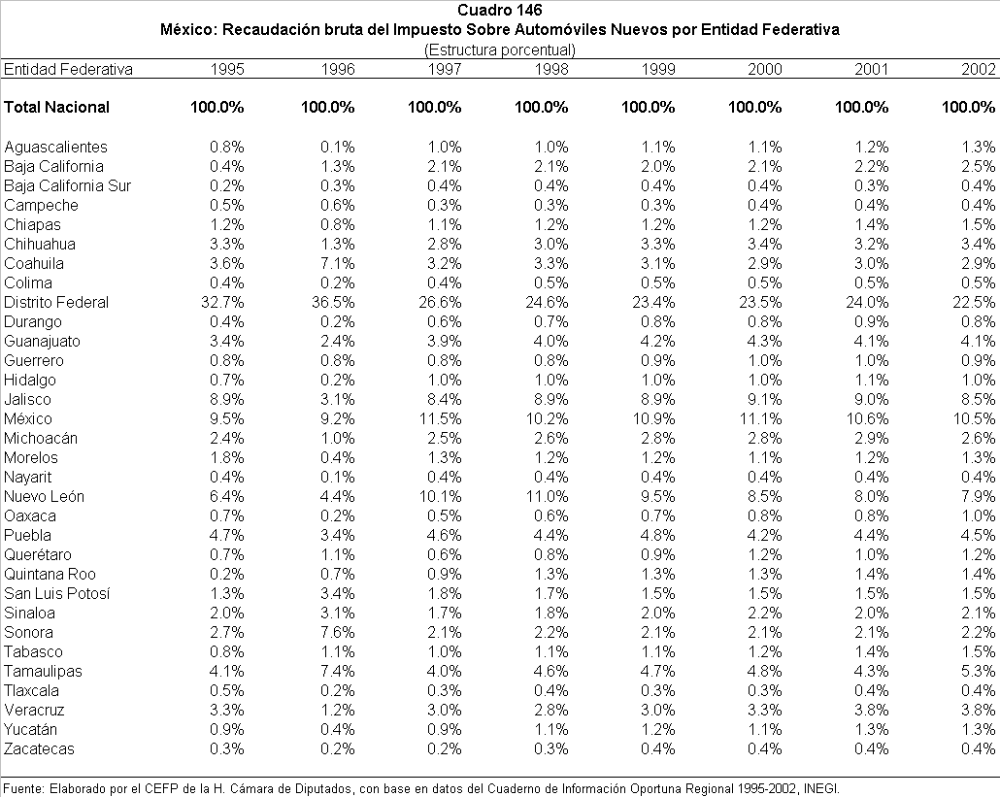 Cuadro 146
México: Recaudación bruta del Impuesto Sobre Automóviles Nuevos por Entidad Federativa
(Estructura porcentual)
Entidad Federativa 1995 1996 1997 1998 1999 2000 2001 2002
Total Nacional 100.0% 100.0% 100.0% 100.0% 100.0% 100.0% 100.0% 100.0%
Aguascalientes 0.8% 0.1% 1.0% 1.0% 1.1% 1.1% 1.2% 1.3%
Baja California 0.4% 1.3% 2.1% 2.1% 2.0% 2.1% 2.2% 2.5%
Baja California Sur 0.2% 0.3% 0.4% 0.4% 0.4% 0.4% 0.3% 0.4%
Campeche 0.5% 0.6% 0.3% 0.3% 0.3% 0.4% 0.4% 0.4%
Chiapas 1.2% 0.8% 1.1% 1.2% 1.2% 1.2% 1.4% 1.5%
Chihuahua 3.3% 1.3% 2.8% 3.0% 3.3% 3.4% 3.2% 3.4%
Coahuila 3.6% 7.1% 3.2% 3.3% 3.1% 2.9% 3.0% 2.9%
Colima 0.4% 0.2% 0.4% 0.5% 0.5% 0.5% 0.5% 0.5%
Distrito Federal 32.7% 36.5% 26.6% 24.6% 23.4% 23.5% 24.0% 22.5%
Durango 0.4% 0.2% 0.6% 0.7% 0.8% 0.8% 0.9% 0.8%
Guanajuato 3.4% 2.4% 3.9% 4.0% 4.2% 4.3% 4.1% 4.1%
Guerrero 0.8% 0.8% 0.8% 0.8% 0.9% 1.0% 1.0% 0.9%
Hidalgo 0.7% 0.2% 1.0% 1.0% 1.0% 1.0% 1.1% 1.0%
Jalisco 8.9% 3.1% 8.4% 8.9% 8.9% 9.1% 9.0% 8.5%
México 9.5% 9.2% 11.5% 10.2% 10.9% 11.1% 10.6% 10.5%
Michoacán 2.4% 1.0% 2.5% 2.6% 2.8% 2.8% 2.9% 2.6%
Morelos 1.8% 0.4% 1.3% 1.2% 1.2% 1.1% 1.2% 1.3%
Nayarit 0.4% 0.1% 0.4% 0.4% 0.4% 0.4% 0.4% 0.4%
Nuevo León 6.4% 4.4% 10.1% 11.0% 9.5% 8.5% 8.0% 7.9%
Oaxaca 0.7% 0.2% 0.5% 0.6% 0.7% 0.8% 0.8% 1.0%
Puebla 4.7% 3.4% 4.6% 4.4% 4.8% 4.2% 4.4% 4.5%
Querétaro 0.7% 1.1% 0.6% 0.8% 0.9% 1.2% 1.0% 1.2%
Quintana Roo 0.2% 0.7% 0.9% 1.3% 1.3% 1.3% 1.4% 1.4%
San Luis Potosí 1.3% 3.4% 1.8% 1.7% 1.5% 1.5% 1.5% 1.5%
Sinaloa 2.0% 3.1% 1.7% 1.8% 2.0% 2.2% 2.0% 2.1%
Sonora 2.7% 7.6% 2.1% 2.2% 2.1% 2.1% 2.1% 2.2%
Tabasco 0.8% 1.1% 1.0% 1.1% 1.1% 1.2% 1.4% 1.5%
Tamaulipas 4.1% 7.4% 4.0% 4.6% 4.7% 4.8% 4.3% 5.3%
Tlaxcala 0.5% 0.2% 0.3% 0.4% 0.3% 0.3% 0.4% 0.4%
Veracruz 3.3% 1.2% 3.0% 2.8% 3.0% 3.3% 3.8% 3.8%
Yucatán 0.9% 0.4% 0.9% 1.1% 1.2% 1.1% 1.3% 1.3%
Zacatecas 0.3% 0.2% 0.2% 0.3% 0.4% 0.4% 0.4% 0.4%
Fuente: Elaborado por el CEFP de la H. Cámara de Diputados, con base en datos del Cuaderno de Información Oportuna Regional 1995-2002, INEGI.